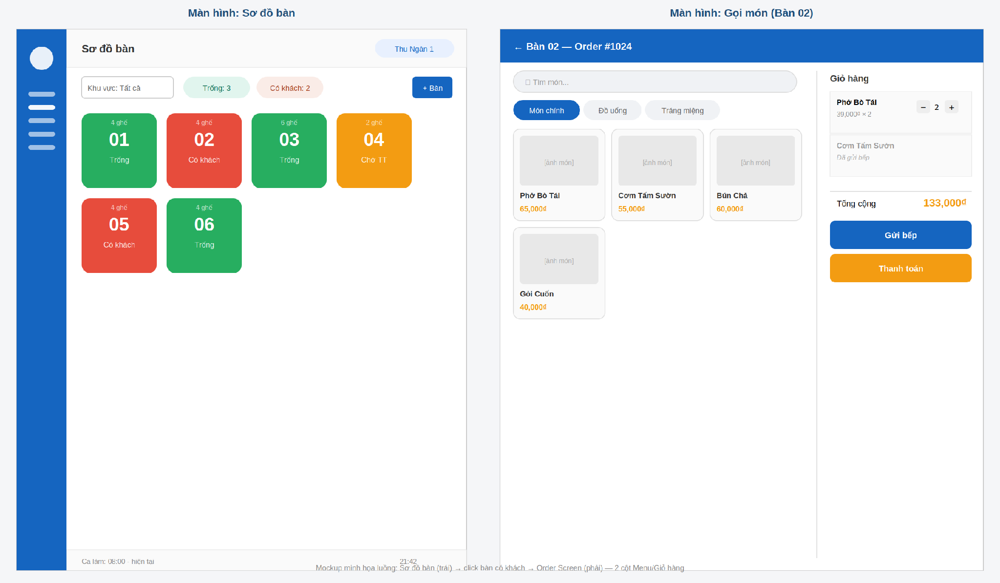 Màn hình: Sơ đồ bàn
Sơ đồ bàn
Thu Ngân 1
Khu vực: Tất cả
Trống: 3
Có khách: 2
+ Bàn
4 ghế
01
Trống
4 ghế
02
Có khách
6 ghế
03
Trống
2 ghế
04
Chờ TT
4 ghế
05
Có khách
4 ghế
06
Trống
Ca làm: 08:00 - hiện tại
21:42
Màn hình: Gọi món (Bàn 02)
← Bàn 02 — Order #1024
Tìm món...
Món chính
Đồ uống
Tráng miệng
[ảnh món]
Phở Bò Tái
65,000₫
[ảnh món]
Cơm Tấm Sườn
55,000₫
[ảnh món]
Bún Chả
60,000₫
[ảnh món]
Gỏi Cuốn
40,000₫
Giỏ hàng
Phở Bò Tái
39,000₫ × 2
− 2 +
Cơm Tấm Sườn
Đã gửi bếp
Tổng cộng
133,000₫
Gửi bếp
Thanh toán
Mockup minh họa luồng: Sơ đồ bàn (trái) → click bàn có khách → Order Screen (phải) — 2 cột Menu/Giỏ hàng